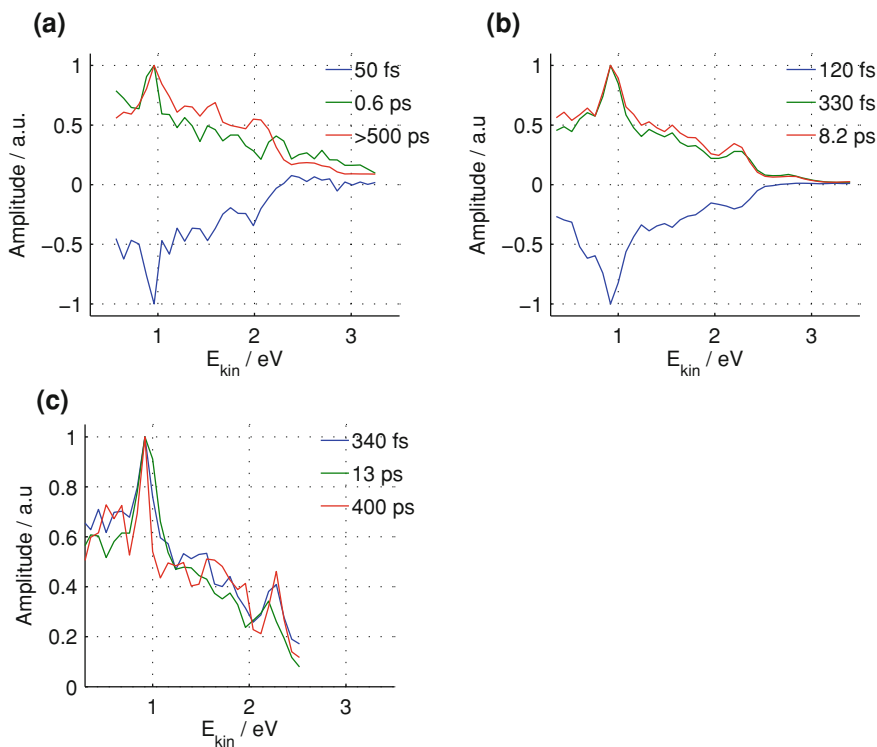 (a)
1
0.5
0
−0.5
−1
Amplitude / a.u.
50 fs
0.6 ps
>500 ps
1
2
3
E_kin / eV
(b)
1
0.5
0
−0.5
−1
Amplitude / a.u
120 fs
330 fs
8.2 ps
1
2
3
E_kin / eV
(c)
1
0.8
0.6
0.4
0.2
0
Amplitude / a.u
340 fs
13 ps
400 ps
1
2
3
E_kin / eV